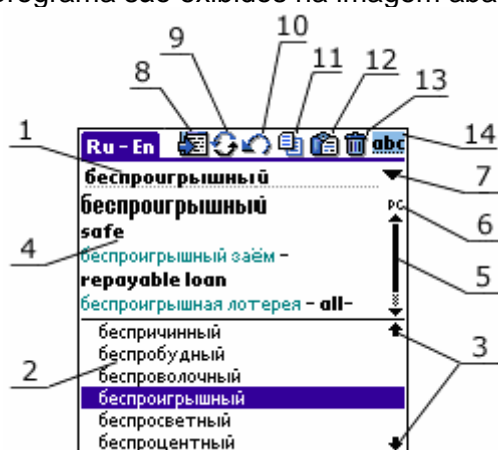 programa são exibidos na imagem aba
9
10
8
11
12
13
1
14
Ru - En
abc
беспроигрышный
7
беспроигрышный
PC
6
safe
4
беспроигрышный заём -
5
repayable loan
беспроигрышная лотерея - all-
беспричинный
3
2
беспробудный
беспроволочный
беспроигрышный
беспросветный
беспроцентный